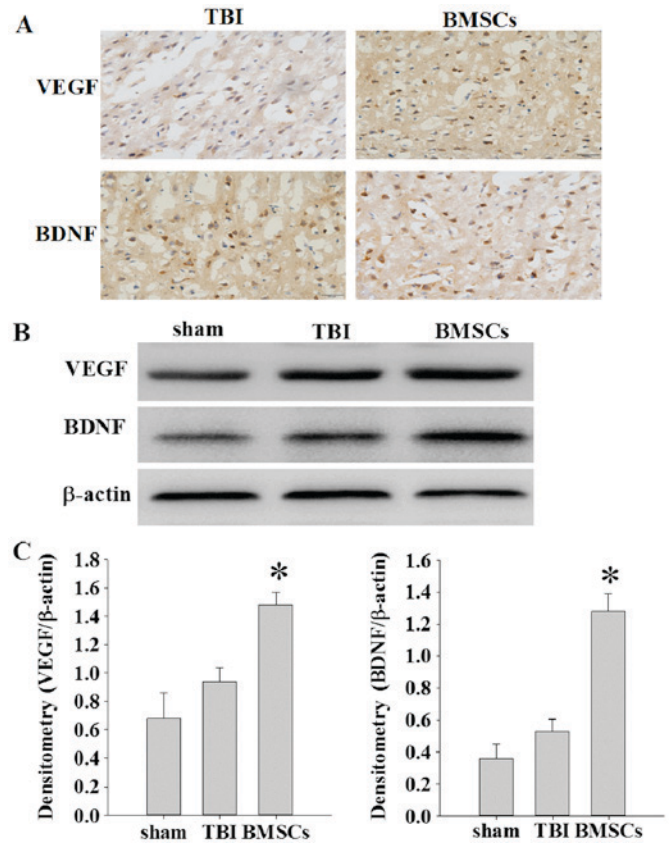 A
TBI BMSCs
VEGF
BDNF
B
sham TBI BMSCs
VEGF
BDNF
β-actin
C
Densitometry (VEGF/β-actin)
1.8
1.6
1.4
1.2
1.0
0.8
0.6
0.4
0.2
0.0
*
sham TBI BMSCs
Densitometry (BDNF/β-actin)
1.6
1.4
1.2
1.0
0.8
0.6
0.4
0.2
0.0
*
sham TBI BMSCs